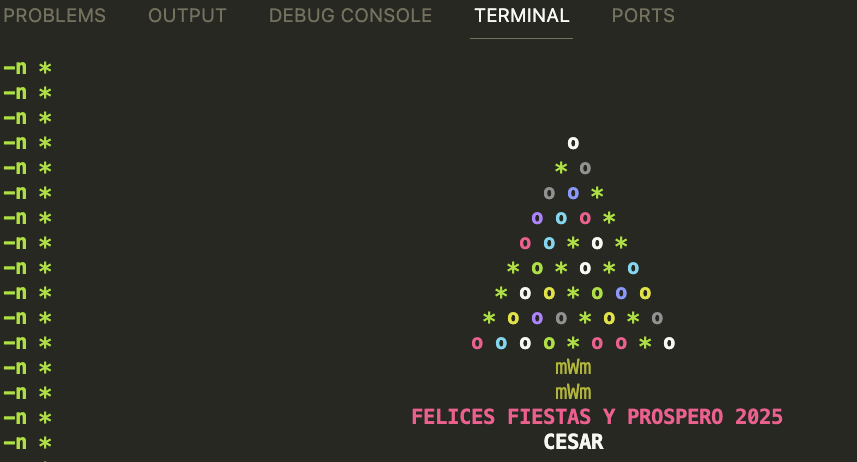 PROBLEMS OUTPUT DEBUG CONSOLE TERMINAL PORTS
-n *
-n *
-n *
-n * o
-n * * o
-n * o o *
-n * o o o *
-n * o o * o *
-n * * o * o * o
-n * * o o * o o o
-n * * o o o * o * o
-n * o o o o * o o * o
-n * mWm
-n * mWm
-n * FELICES FIESTAS Y PROSPERO 2025
-n * CESAR